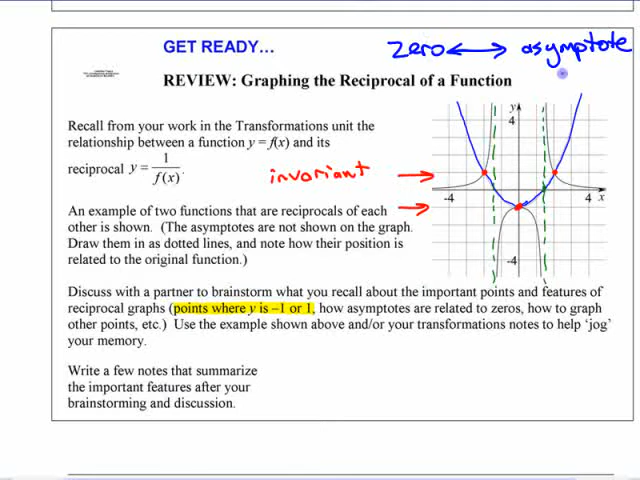 GET READY…
zero ↔ asymptote
REVIEW: Graphing the Reciprocal of a Function
Recall from your work in the Transformations unit the
relationship between a function y = f(x) and its
reciprocal y = 1/f(x).
invariant
An example of two functions that are reciprocals of each
other is shown. (The asymptotes are not shown on the graph.
Draw them in as dotted lines, and note how their position is
related to the original function.)
y
4
-4
4
x
-4
Discuss with a partner to brainstorm what you recall about the important points and features of
reciprocal graphs (points where y is –1 or 1, how asymptotes are related to zeros, how to graph
other points, etc.) Use the example shown above and/or your transformations notes to help ‘jog’
your memory.
Write a few notes that summarize
the important features after your
brainstorming and discussion.